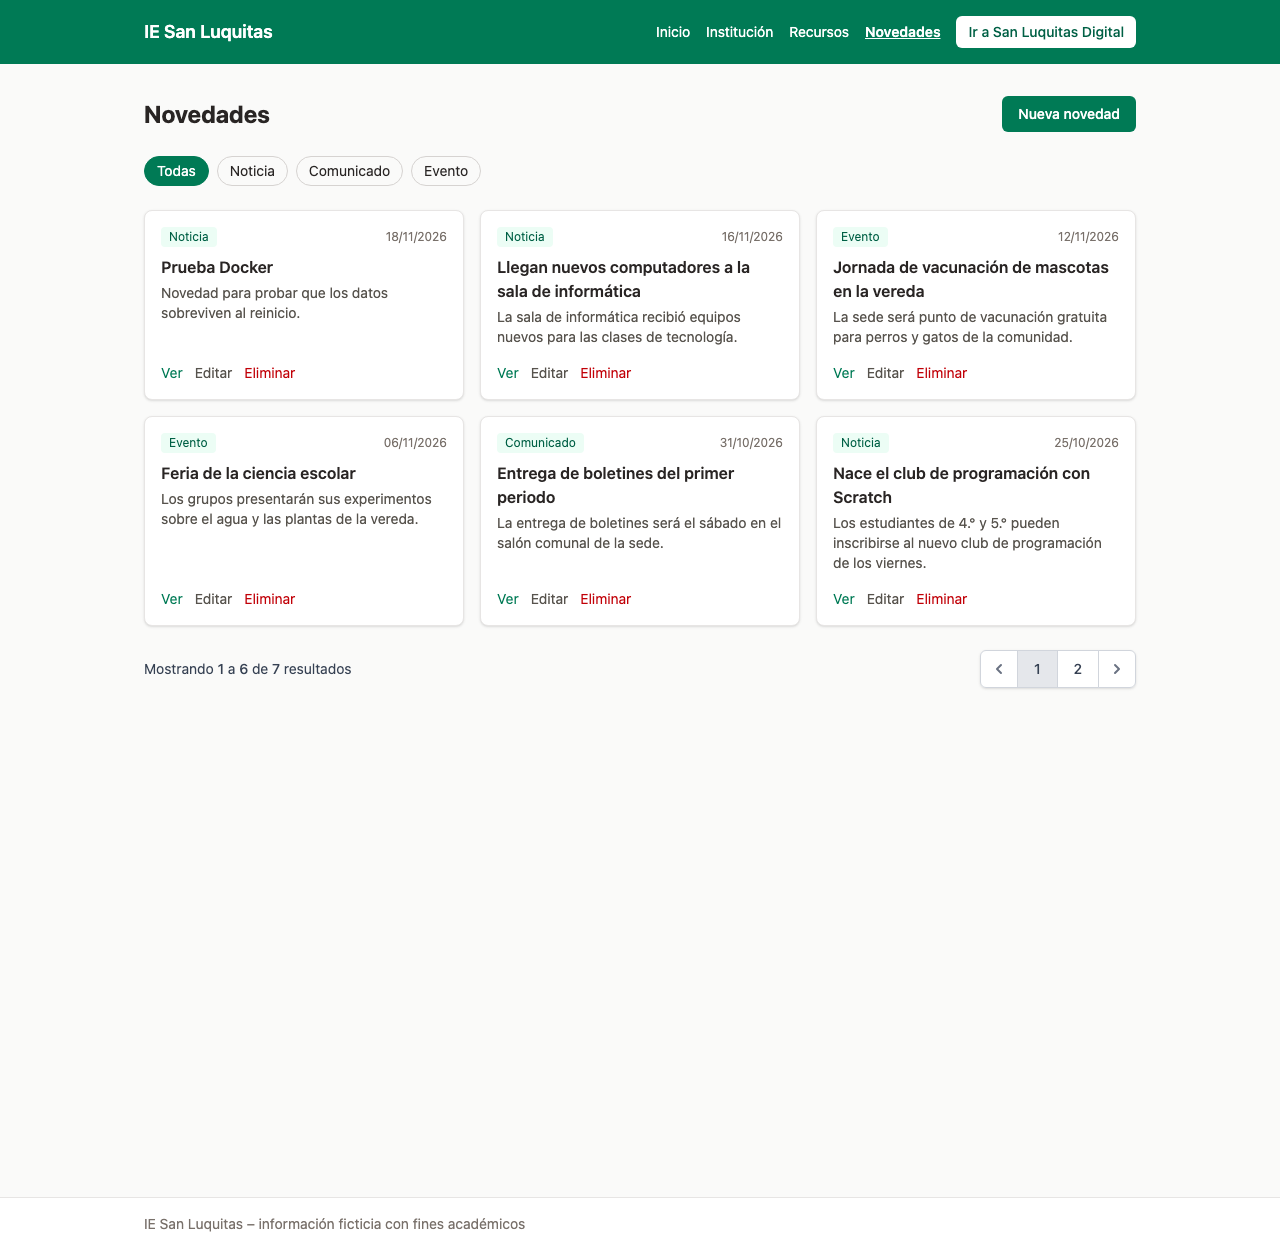 IE San Luquitas
Inicio Institución Recursos Novedades Ir a San Luquitas Digital
Novedades
Nueva novedad
Todas Noticia Comunicado Evento
Noticia 18/11/2026
Prueba Docker
Novedad para probar que los datos
sobreviven al reinicio.
Ver Editar Eliminar
Noticia 16/11/2026
Llegan nuevos computadores a la
sala de informática
La sala de informática recibió equipos
nuevos para las clases de tecnología.
Ver Editar Eliminar
Evento 12/11/2026
Jornada de vacunación de mascotas
en la vereda
La sede será punto de vacunación gratuita
para perros y gatos de la comunidad.
Ver Editar Eliminar
Evento 06/11/2026
Feria de la ciencia escolar
Los grupos presentarán sus experimentos
sobre el agua y las plantas de la vereda.
Ver Editar Eliminar
Comunicado 31/10/2026
Entrega de boletines del primer
periodo
La entrega de boletines será el sábado en el
salón comunal de la sede.
Ver Editar Eliminar
Noticia 25/10/2026
Nace el club de programación con
Scratch
Los estudiantes de 4.° y 5.° pueden
inscribirse al nuevo club de programación
de los viernes.
Ver Editar Eliminar
Mostrando 1 a 6 de 7 resultados
1 2
IE San Luquitas – información ficticia con fines académicos